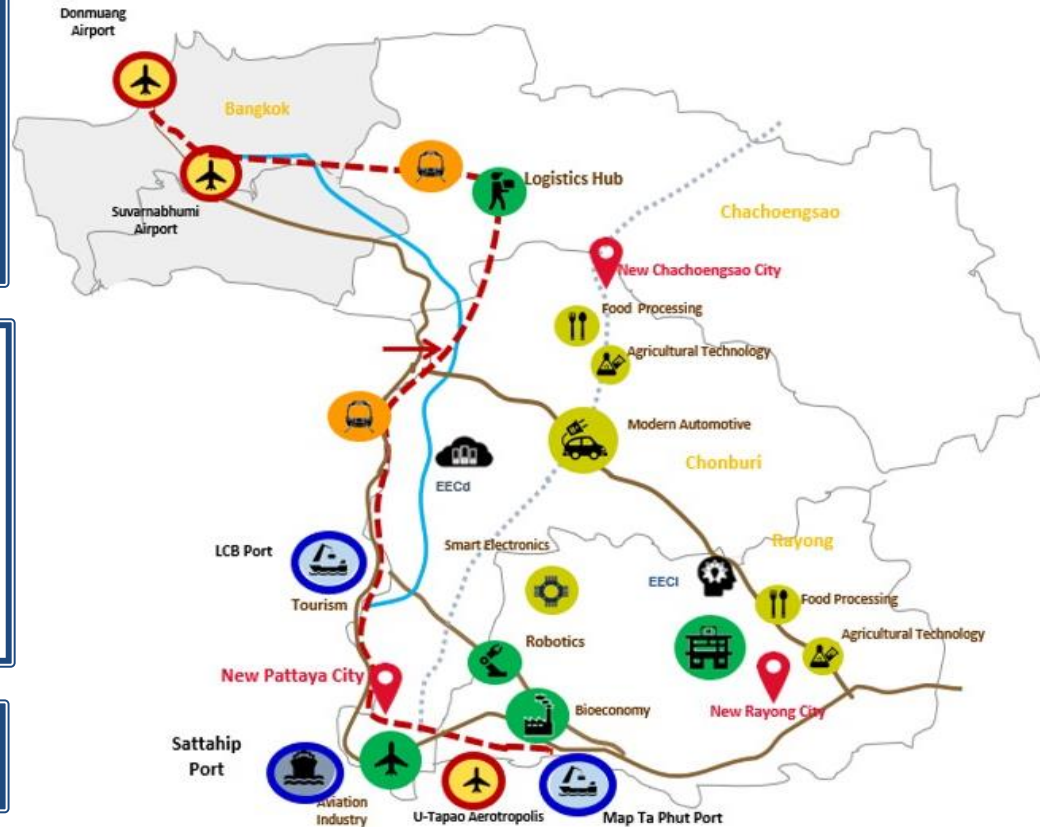 Donmuang
Airport
Bangkok
Logistics Hub
Suvarnabhumi
Airport
Chachoengsao
New Chachoengsao City
Food Processing
Agricultural Technology
Modern Automotive
Chonburi
EECd
Rayong
Smart Electronics
LCB Port
EECI
Tourism
Food Processing
Agricultural Technology
Robotics
New Pattaya City
New Rayong City
Bioeconomy
Sattahip
Port
Aviation
Industry
U-Tapao Aerotropolis
Map Ta Phut Port